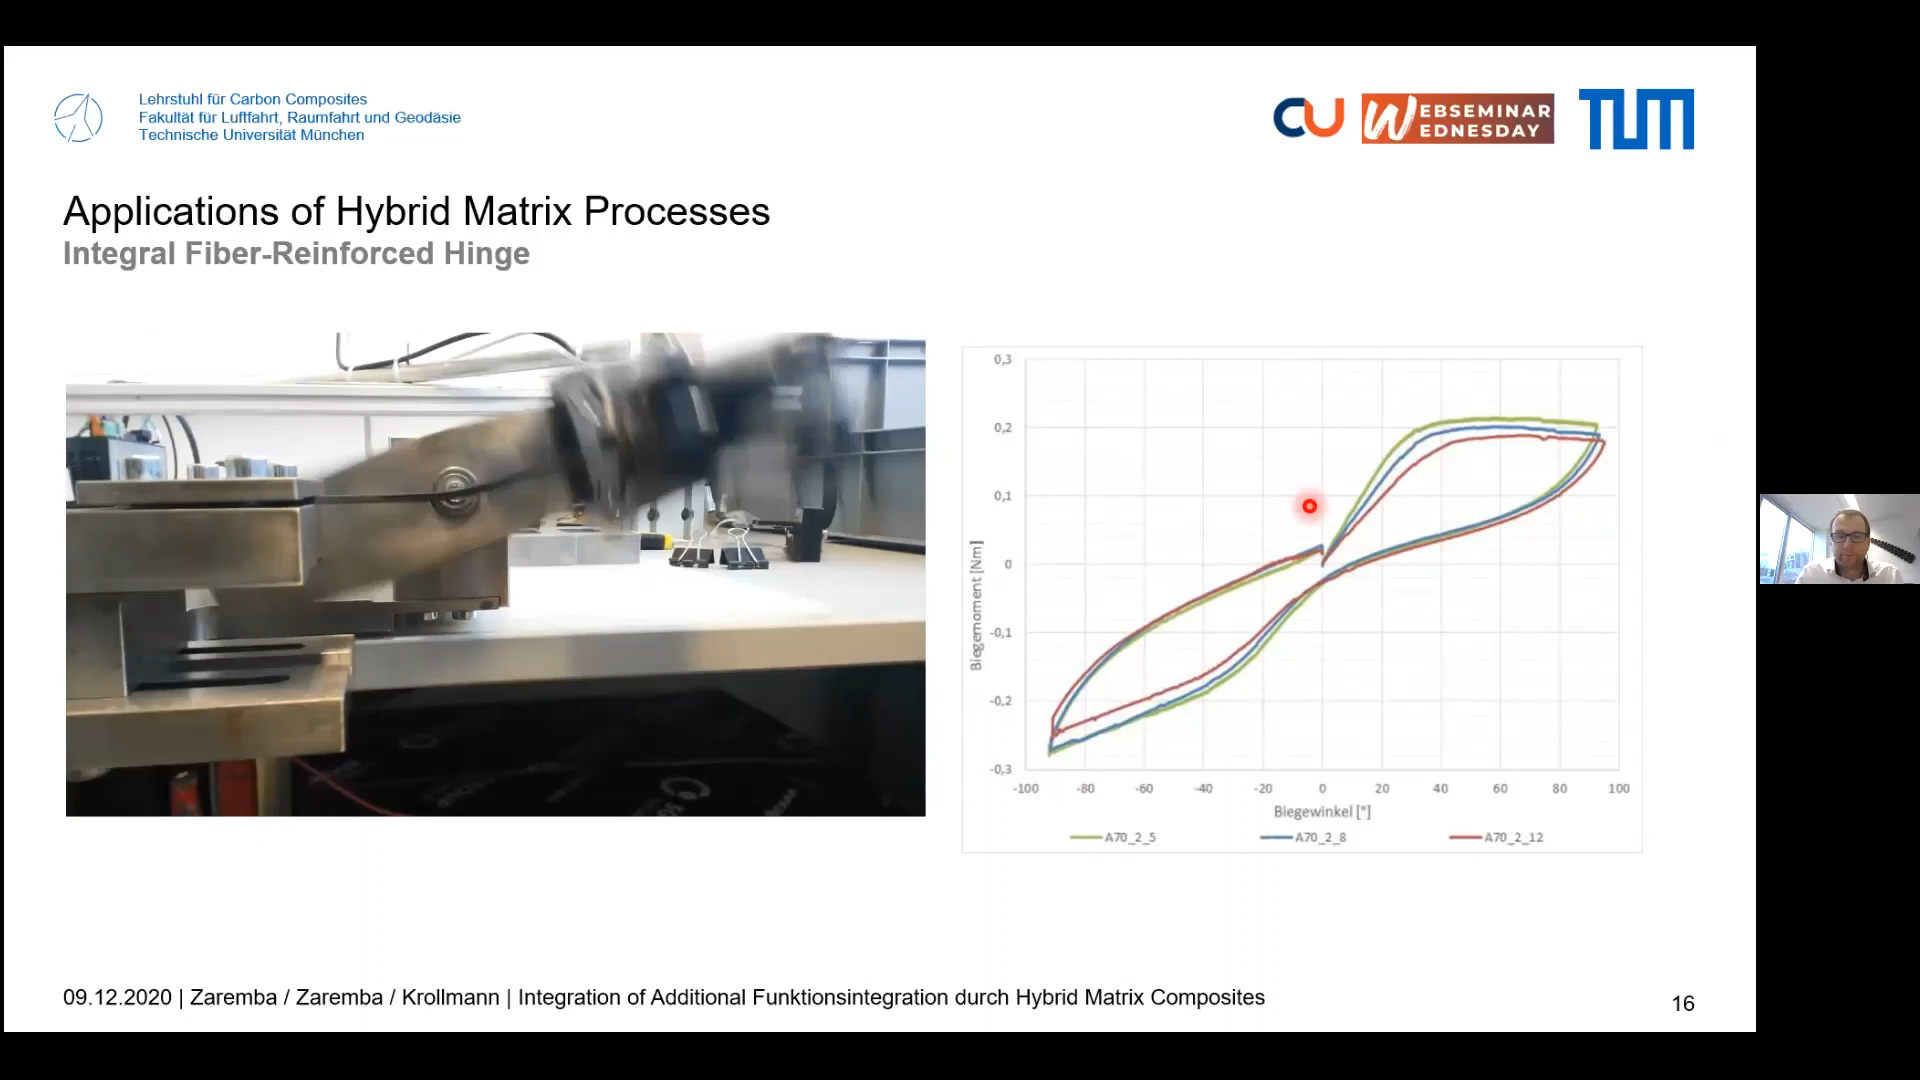 Lehrstuhl für Carbon Composites
Fakultät für Luftfahrt, Raumfahrt und Geodäsie
Technische Universität München
CU
WEBSEMINAR
WEDNESDAY
TUM
Applications of Hybrid Matrix Processes
Integral Fiber-Reinforced Hinge
0,3
0,2
0,1
0
-0,1
-0,2
-0,3
Biegemoment [Nm]
-100 -80 -60 -40 -20 0 20 40 60 80 100
Biegewinkel [°]
A70_2_5 A70_2_8 A70_2_12
09.12.2020 | Zaremba / Zaremba / Krollmann | Integration of Additional Funktionsintegration durch Hybrid Matrix Composites
16